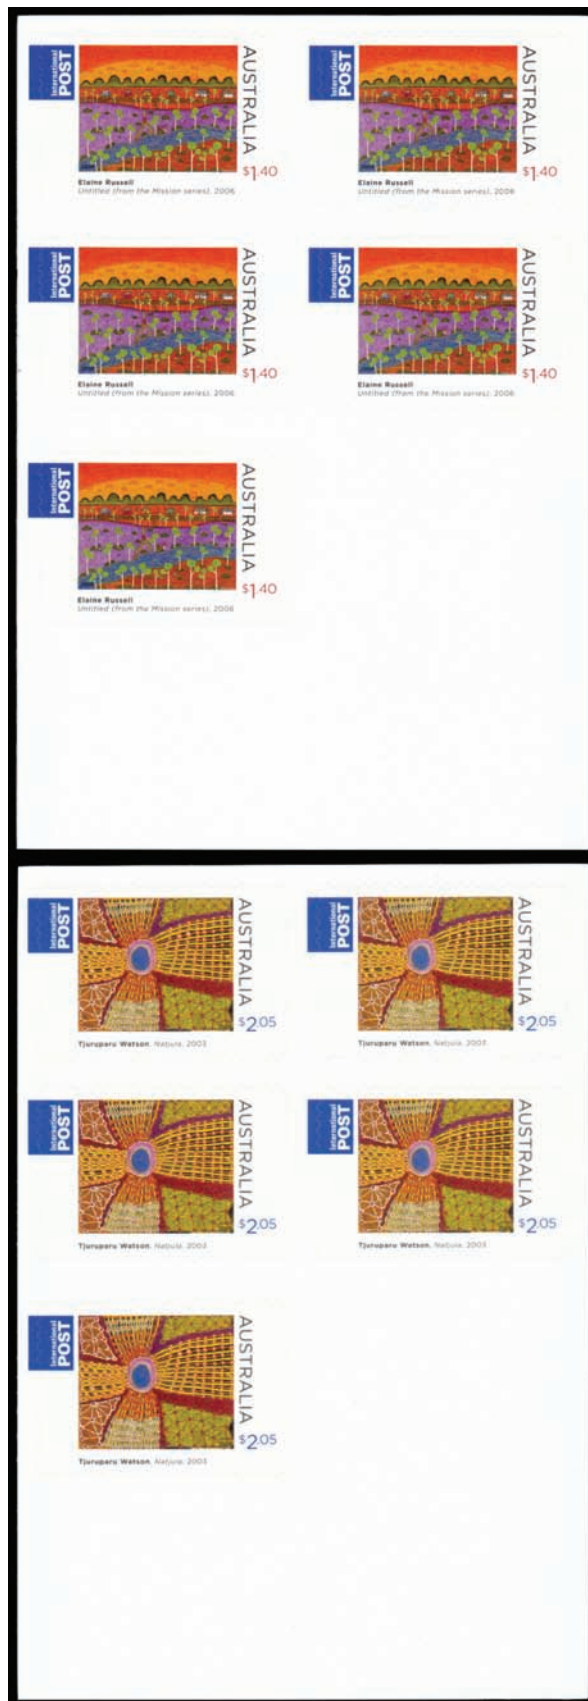 International
POST
AUSTRALIA
$1.40
Elaine Russell
Untitled (from the Mission series), 2006
International
POST
AUSTRALIA
$1.40
Elaine Russell
Untitled (from the Mission series), 2006
International
POST
AUSTRALIA
$1.40
Elaine Russell
Untitled (from the Mission series), 2006
International
POST
AUSTRALIA
$1.40
Elaine Russell
Untitled (from the Mission series), 2006
International
POST
AUSTRALIA
$1.40
Elaine Russell
Untitled (from the Mission series), 2006
International
POST
AUSTRALIA
$2.05
Tjuruparu Watson, Natjula, 2003
International
POST
AUSTRALIA
$2.05
Tjuruparu Watson, Natjula, 2003
International
POST
AUSTRALIA
$2.05
Tjuruparu Watson, Natjula, 2003
International
POST
AUSTRALIA
$2.05
Tjuruparu Watson, Natjula, 2003
International
POST
AUSTRALIA
$2.05
Tjuruparu Watson, Natjula, 2003